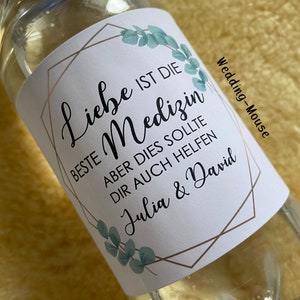 Liebe IST DIE
BESTE Medizin
ABER DIES SOLLTE
DIR AUCH HELFEN
Julia & David
Wedding-Mouse